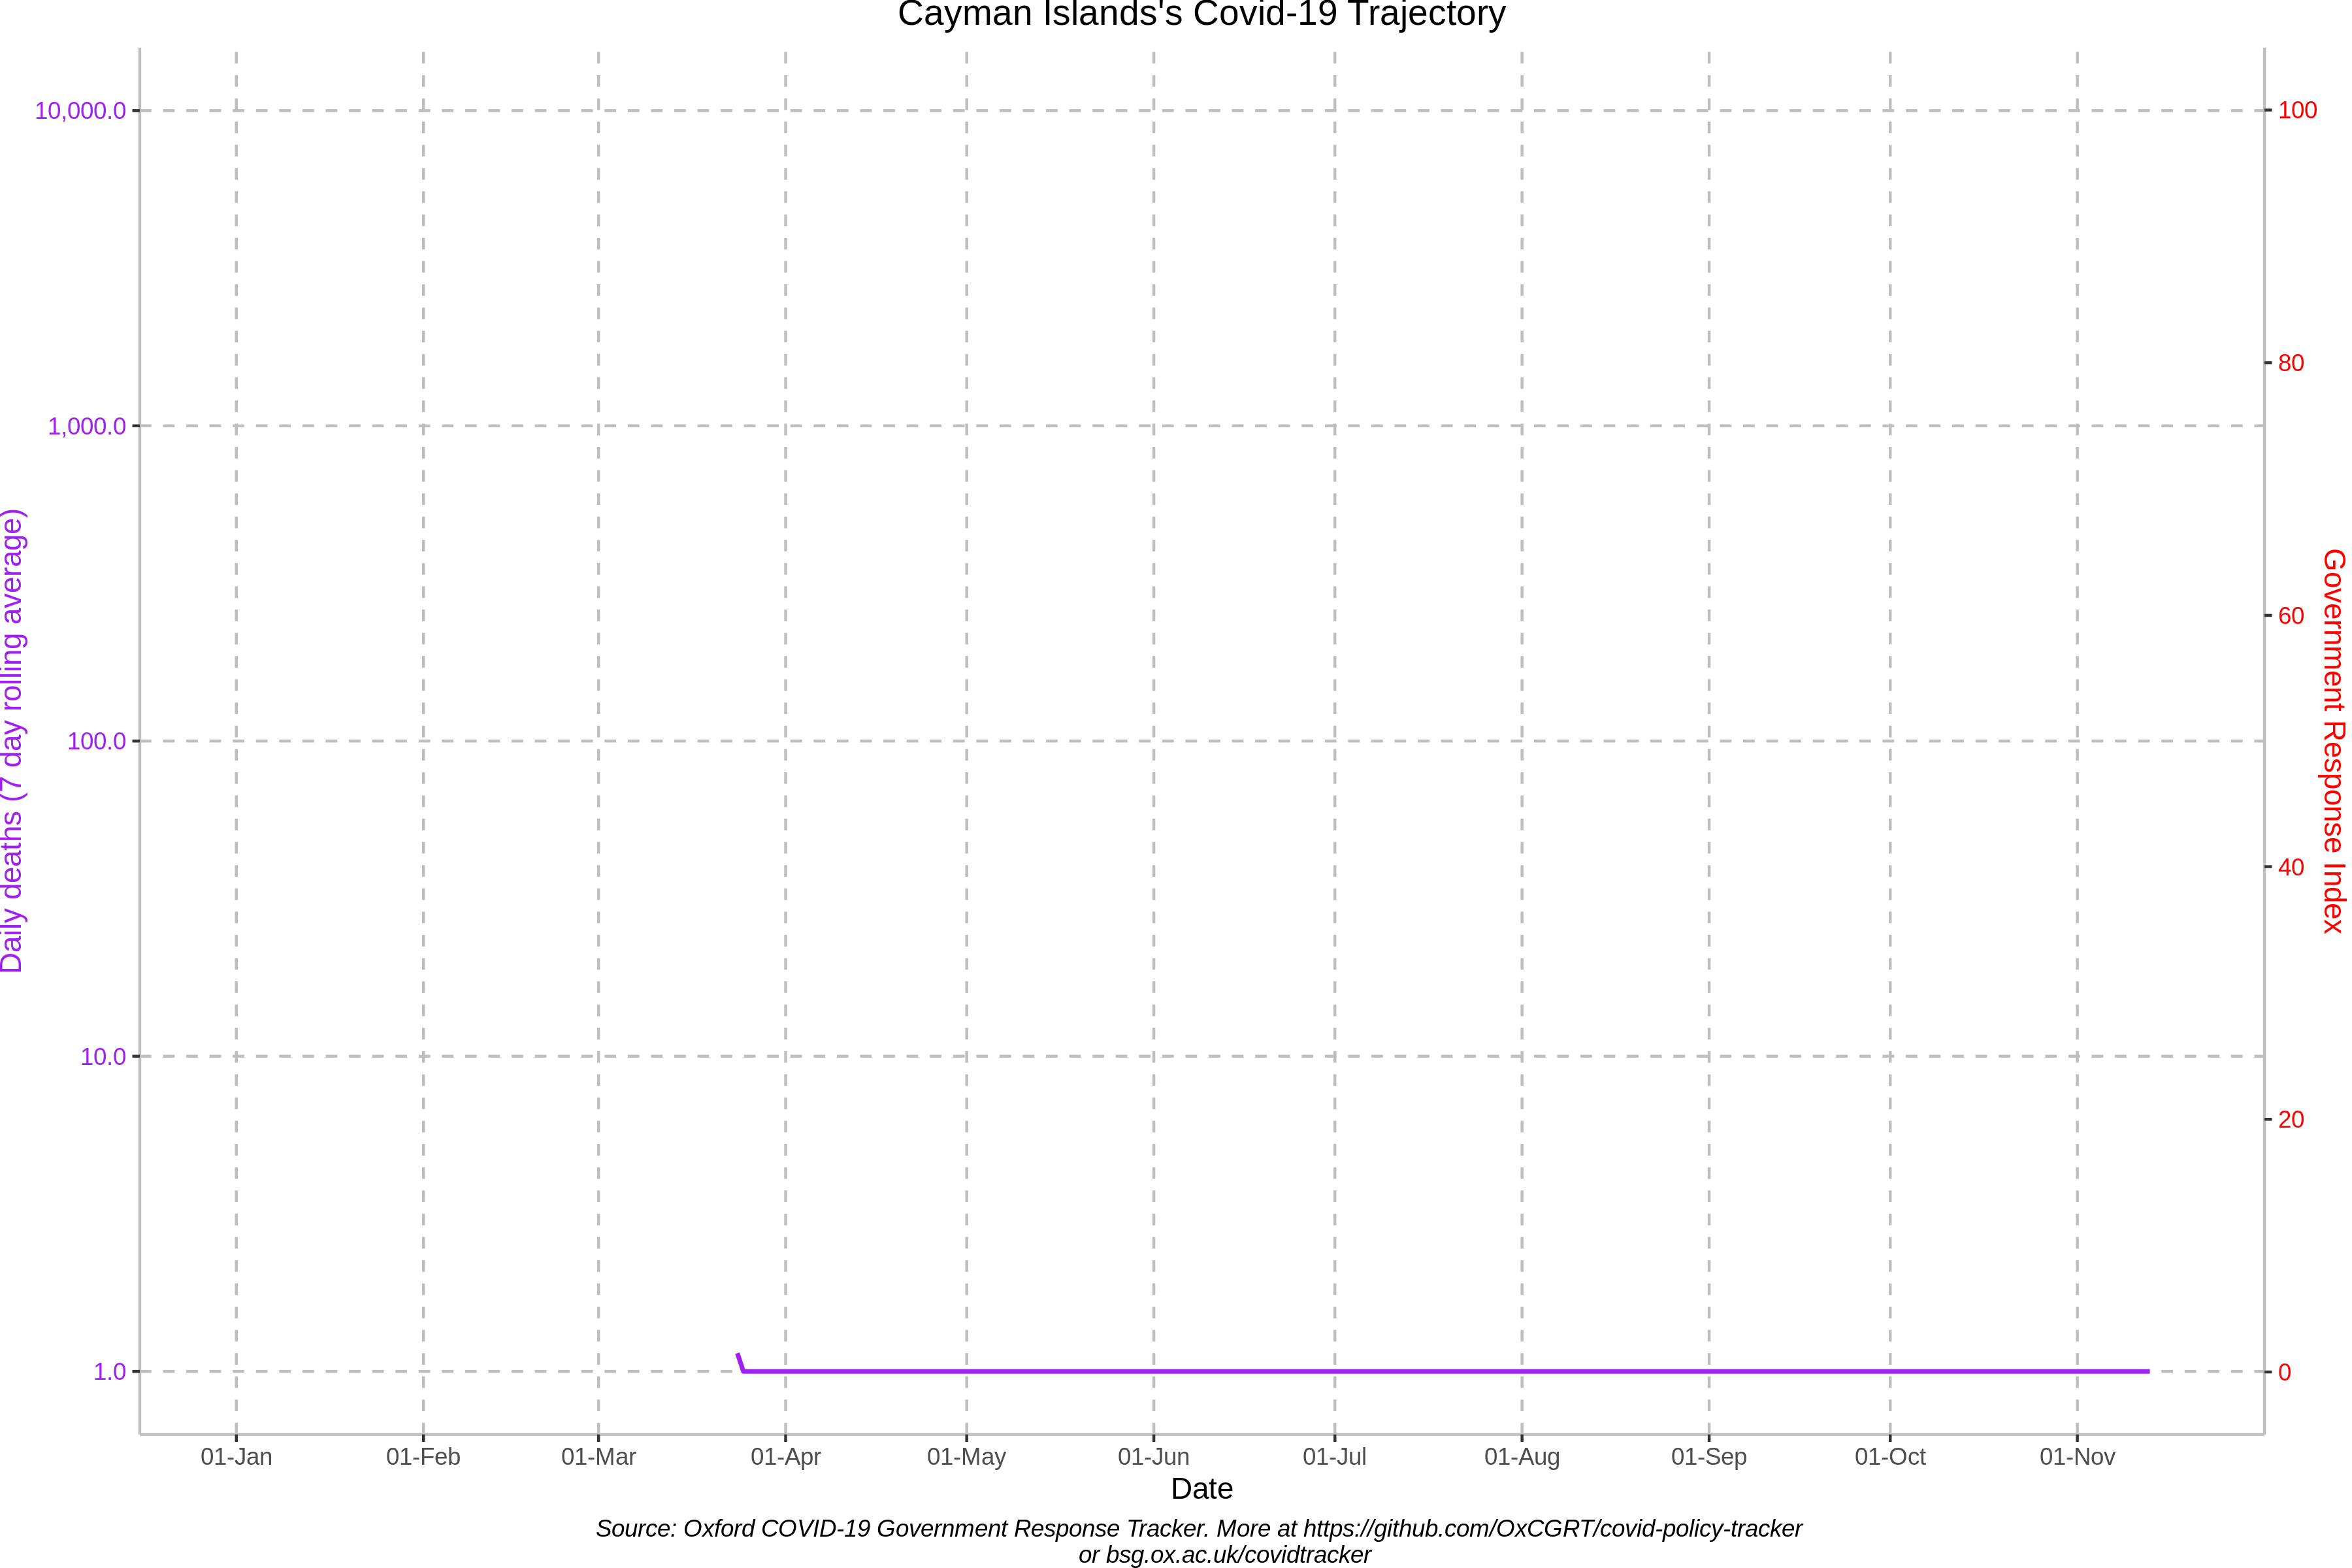 Cayman Islands's Covid-19 Trajectory
10,000.0
1,000.0
100.0
10.0
1.0
Daily deaths (7 day rolling average)
100
80
60
40
20
0
Government Response Index
01-Jan 01-Feb 01-Mar 01-Apr 01-May 01-Jun 01-Jul 01-Aug 01-Sep 01-Oct 01-Nov
Date
Source: Oxford COVID-19 Government Response Tracker. More at https://github.com/OxCGRT/covid-policy-tracker
or bsg.ox.ac.uk/covidtracker